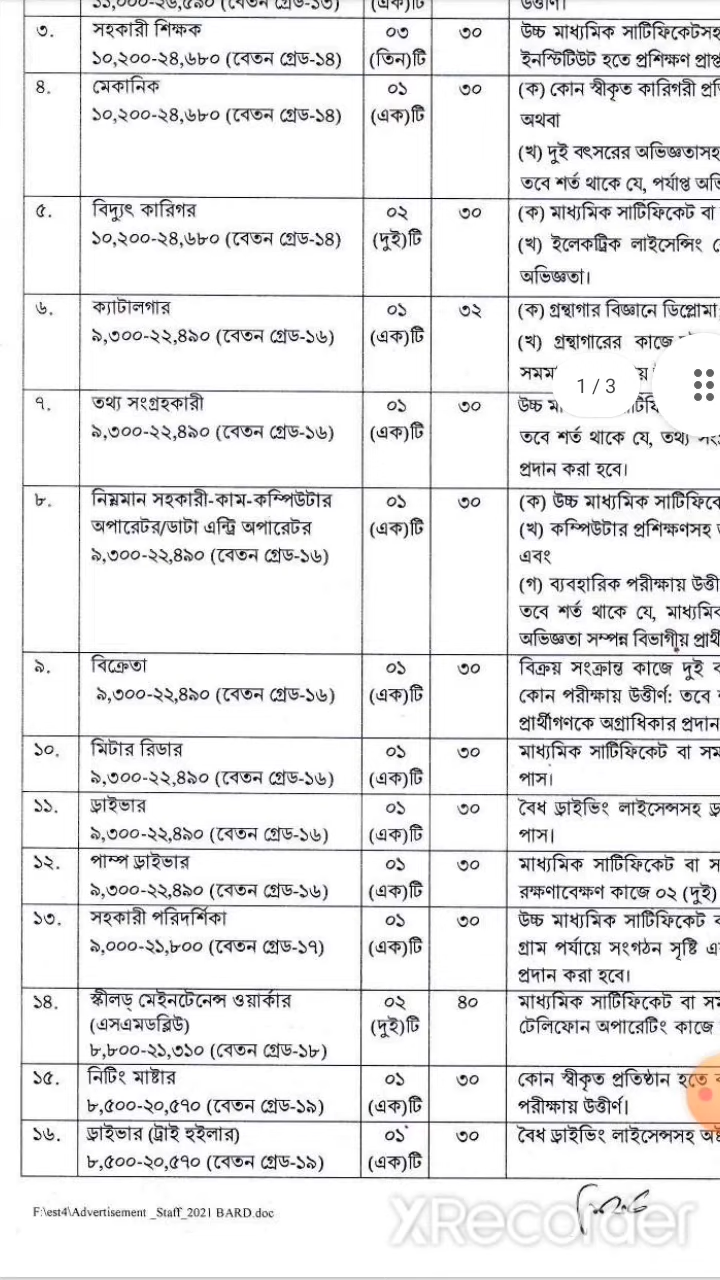 ১১,০০০-২৬,৫৯০ (বেতন গ্রেড-১৩) (এক)টি উত্তীর্ণ।
৩. সহকারী শিক্ষক ০৩ ৩০ উচ্চ মাধ্যমিক সার্টিফিকেটসহ
১০,২০০-২৪,৬৮০ (বেতন গ্রেড-১৪) (তিন)টি ইনস্টিটিউট হতে প্রশিক্ষণ
৪. মেকানিক ০১ ৩০ (ক) কোন স্বীকৃত কারিগরী
১০,২০০-২৪,৬৮০ (বেতন গ্রেড-১৪) (এক)টি অথবা
(খ) দুই বৎসরের অভিজ্ঞতাসহ
তবে শর্ত থাকে যে, পর্যাপ্ত
৫. বিদ্যুৎ কারিগর ০২ ৩০ (ক) মাধ্যমিক সার্টিফিকেট বা
১০,২০০-২৪,৬৮০ (বেতন গ্রেড-১৪) (দুই)টি (খ) ইলেকট্রিক লাইসেন্সিং
অভিজ্ঞতা।
৬. ক্যাটালগার ০১ ৩২ (ক) গ্রন্থাগার বিজ্ঞানে ডিপ্লোমা
৯,৩০০-২২,৪৯০ (বেতন গ্রেড-১৬) (এক)টি (খ) গ্রন্থাগারের কাজে
1 / 3
৭. তথ্য সংগ্রহকারী ০১ ৩০ উচ্চ
৯,৩০০-২২,৪৯০ (বেতন গ্রেড-১৬) (এক)টি তবে শর্ত থাকে যে, তথ্য
প্রদান করা হবে।
৮. নিম্নমান সহকারী-কাম-কম্পিউটার ০১ ৩০ (ক) উচ্চ মাধ্যমিক
অপারেটর/ডাটা এন্ট্রি অপারেটর (এক)টি (খ) কম্পিউটার প্রশিক্ষণসহ
৯,৩০০-২২,৪৯০ (বেতন গ্রেড-১৬) এবং
(গ) ব্যবহারিক পরীক্ষায়
তবে শর্ত থাকে যে,
অভিজ্ঞতা সম্পন্ন বিভাগীয়
৯. বিক্রেতা ০১ ৩০ বিক্রয় সংক্রান্ত কাজে দুই
৯,৩০০-২২,৪৯০ (বেতন গ্রেড-১৬) (এক)টি কোন পরীক্ষায় উত্তীর্ণ: তবে
প্রার্থীগণকে অগ্রাধিকার প্রদান
১০. মিটার রিডার ০১ ৩০ মাধ্যমিক সার্টিফিকেট বা
৯,৩০০-২২,৪৯০ (বেতন গ্রেড-১৬) (এক)টি পাস।
১১. ড্রাইভার ০১ ৩০ বৈধ ড্রাইভিং লাইসেন্সসহ
৯,৩০০-২২,৪৯০ (বেতন গ্রেড-১৬) (এক)টি পাস।
১২. পাম্প ড্রাইভার ০১ ৩০ মাধ্যমিক সার্টিফিকেট বা
৯,৩০০-২২,৪৯০ (বেতন গ্রেড-১৬) (এক)টি রক্ষণাবেক্ষণ কাজে ০২ (দুই)
১৩. সহকারী পরিদর্শিকা ০১ ৩০ উচ্চ মাধ্যমিক সার্টিফিকেট
৯,০০০-২১,৮০০ (বেতন গ্রেড-১৭) (এক)টি গ্রাম পর্যায়ে সংগঠন সৃষ্টি
প্রদান করা হবে।
১৪. স্কীলড্ মেইনটেনেন্স ওয়ার্কার ০২ ৪০ মাধ্যমিক সার্টিফিকেট বা
(এসএমডব্লিউ) (দুই)টি টেলিফোন অপারেটিং কাজে
৮,৮০০-২১,৩১০ (বেতন গ্রেড-১৮)
১৫. নিটিং মাষ্টার ০১ ৩০ কোন স্বীকৃত প্রতিষ্ঠান হতে
৮,৫০০-২০,৫৭০ (বেতন গ্রেড-১৯) (এক)টি পরীক্ষায় উত্তীর্ণ।
১৬. ড্রাইভার (ট্রাই হুইলার) ০১ ৩০ বৈধ ড্রাইভিং লাইসেন্সসহ
৮,৫০০-২০,৫৭০ (বেতন গ্রেড-১৯) (এক)টি
F:\est4\Advertisement _Staff_2021 BARD.doc
XRecorder